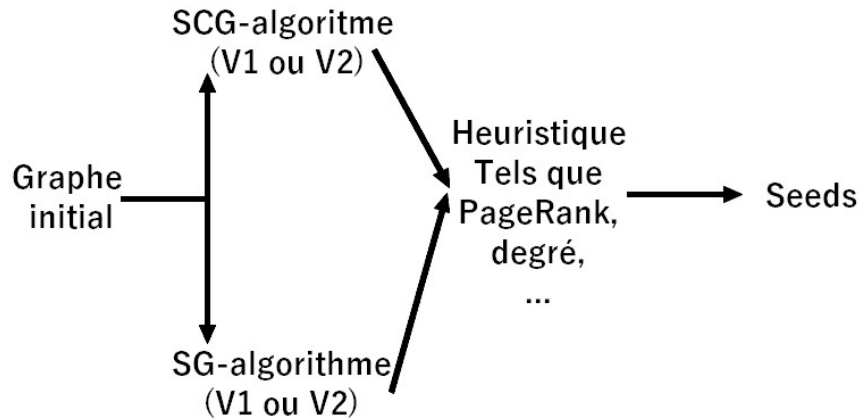 SCG-algoritme
(V1 ou V2)
Graphe
initial
Heuristique
Tels que
PageRank,
degré,
...
Seeds
SG-algorithme
(V1 ou V2)